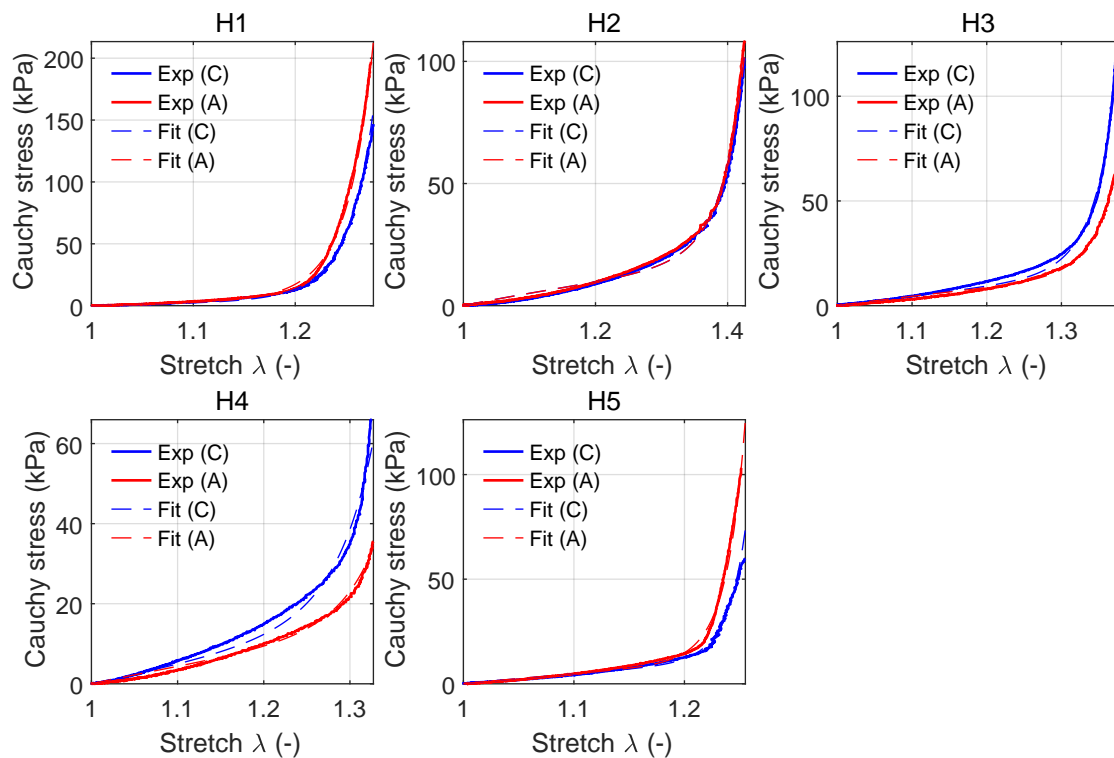 H1
200
150
100
50
0
Cauchy stress (kPa)
Exp (C)
Exp (A)
Fit (C)
Fit (A)
1
1.2
Stretch λ (-)
H2
100
50
0
Cauchy stress (kPa)
Exp (C)
Exp (A)
Fit (C)
Fit (A)
1
1.2
1.4
Stretch λ (-)
H3
100
50
0
Cauchy stress (kPa)
Exp (C)
Exp (A)
Fit (C)
Fit (A)
1
1.1
1.2
1.3
Stretch λ (-)
H4
60
40
20
0
Cauchy stress (kPa)
Exp (C)
Exp (A)
Fit (C)
Fit (A)
1
1.1
1.2
1.3
Stretch λ (-)
H5
100
50
0
Cauchy stress (kPa)
Exp (C)
Exp (A)
Fit (C)
Fit (A)
1
1.1
1.2
Stretch λ (-)